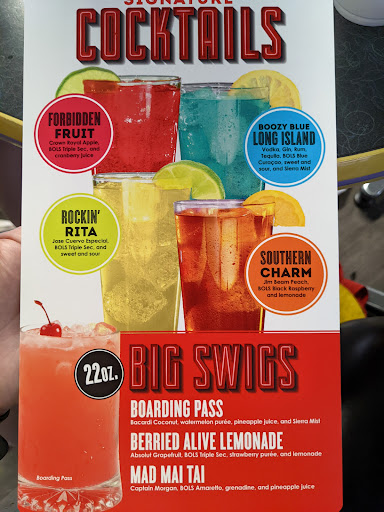 SIGNATURE
COCKTAILS
FORBIDDEN
FRUIT
Crown Royal Apple,
BOLS Triple Sec, and
cranberry juice
BOOZY BLUE
LONG ISLAND
Vodka, Gin, Rum,
Tequila, BOLS Blue
Curaçao, sweet and
sour, and Sierra Mist
ROCKIN'
RITA
Jose Cuervo Especial,
BOLS Triple Sec, and
sweet and sour
SOUTHERN
CHARM
Jim Beam Peach,
BOLS Black Raspberry
and lemonade
22OZ.
BIG SWIGS
BOARDING PASS
Bacardi Coconut, watermelon purée, pineapple juice, and Sierra Mist
BERRIED ALIVE LEMONADE
Absolut Grapefruit, BOLS Triple Sec, strawberry purée, and lemonade
MAD MAI TAI
Captain Morgan, BOLS Amaretto, grenadine, and pineapple juice
Boarding Pass